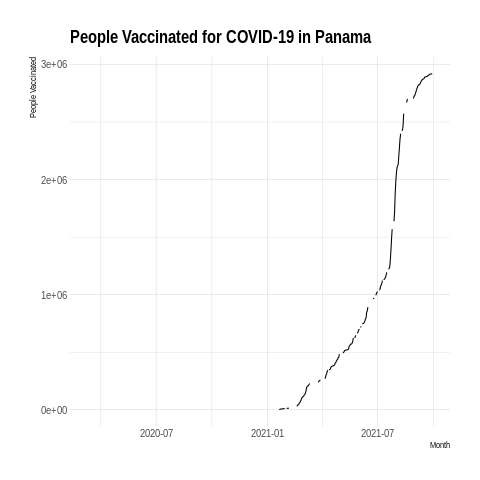 People Vaccinated for COVID-19 in Panama
People Vaccinated
3e+06
2e+06
1e+06
0e+00
2020-07
2021-01
2021-07
Month